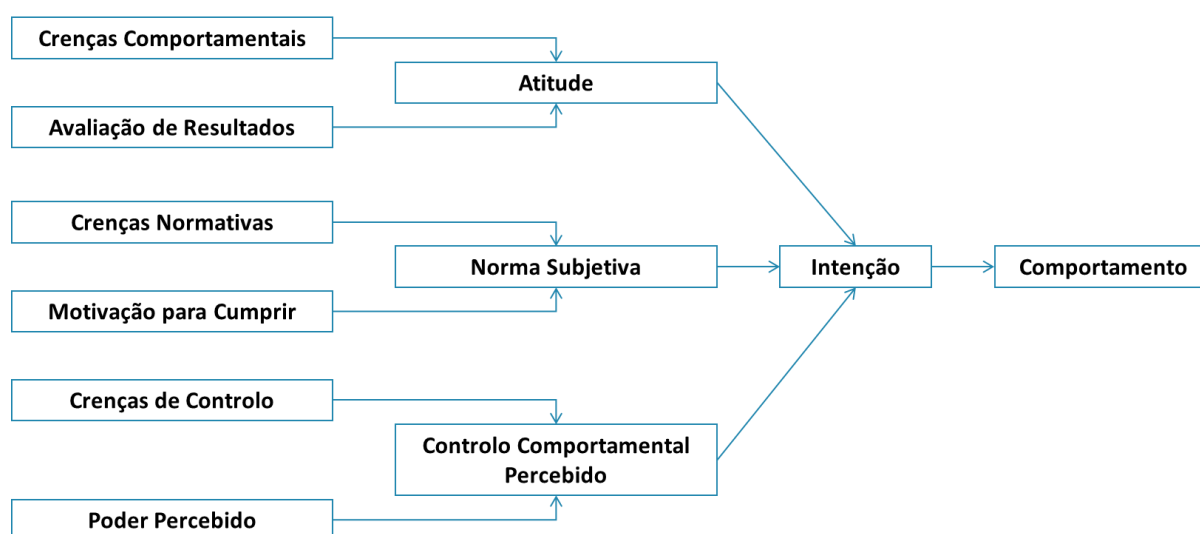 Crenças Comportamentais
Atitude
Avaliação de Resultados
Crenças Normativas
Norma Subjetiva
Intenção
Comportamento
Motivação para Cumprir
Crenças de Controlo
Controlo Comportamental
Percebido
Poder Percebido